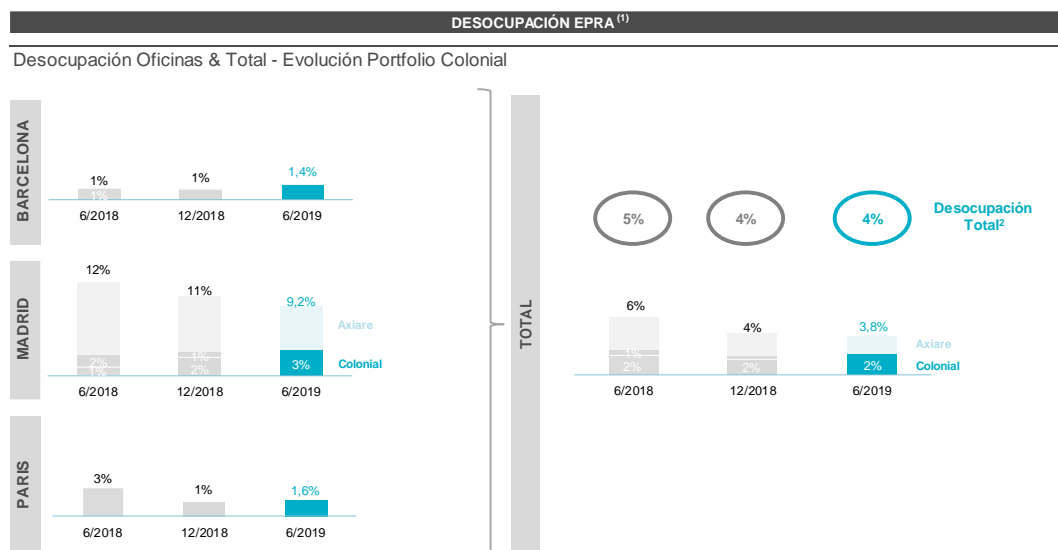 DESOCUPACIÓN EPRA (1)
Desocupación Oficinas & Total - Evolución Portfolio Colonial
BARCELONA
1% 1% 1,4%
1%
6/2018 12/2018 6/2019
MADRID
12% 11% 9,2%
Axiare
2% 1%
1% 2% 3% Colonial
6/2018 12/2018 6/2019
PARIS
3% 1% 1,6%
6/2018 12/2018 6/2019
TOTAL
5% 4% 4% Desocupación
Total²
6% 4% 3,8%
Axiare
1%
2% 2% 2% Colonial
6/2018 12/2018 6/2019